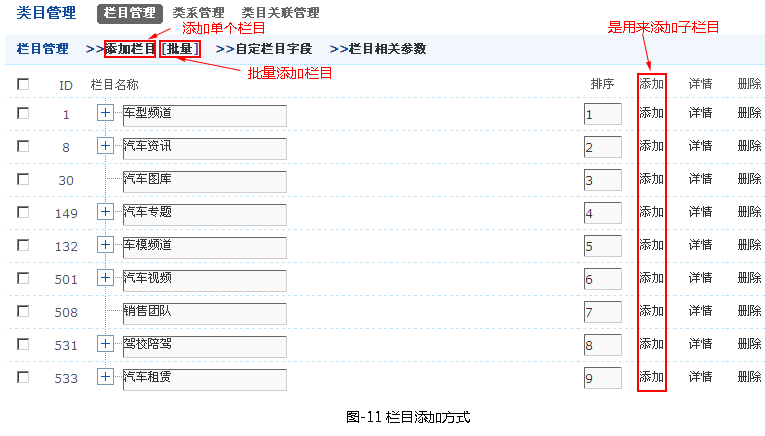 类目管理 栏目管理 类系管理 类目关联管理
添加单个栏目
是用来添加子栏目
栏目管理 >>添加栏目 [批量] >>自定栏目字段 >>栏目相关参数
批量添加栏目
ID 栏目名称 排序 添加 详情 删除
1 车型频道 1 添加 详情 删除
8 汽车资讯 2 添加 详情 删除
30 汽车图库 3 添加 详情 删除
149 汽车专题 4 添加 详情 删除
132 车模频道 5 添加 详情 删除
501 汽车视频 6 添加 详情 删除
508 销售团队 7 添加 详情 删除
531 驾校陪驾 8 添加 详情 删除
533 汽车租赁 9 添加 详情 删除
图-11 栏目添加方式